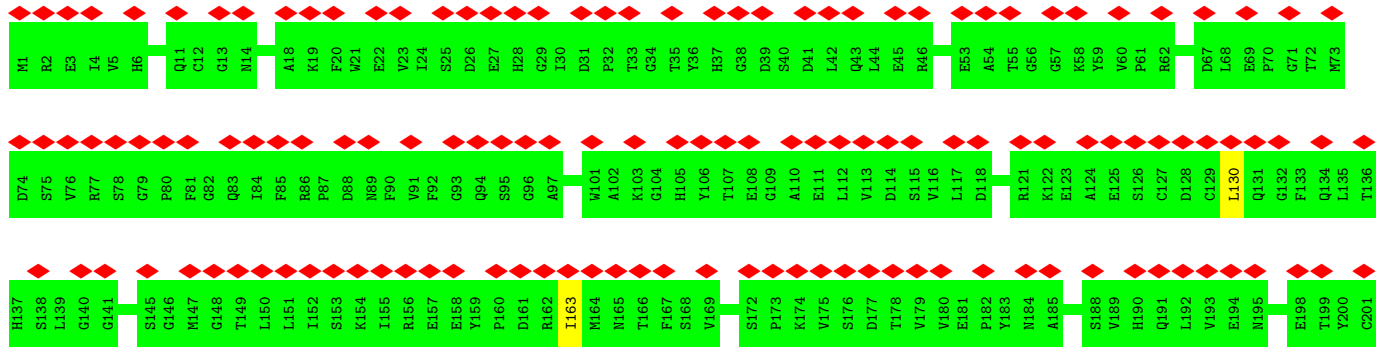 M1 R2 E3 I4 V5 H6 Q11 C12 G13 N14 A18 K19 F20 W21 E22 V23 I24 S25 D26 E27 H28 G29 I30 D31 P32 T33 G34 T35 Y36 H37 G38 D39 S40 D41 L42 Q43 L44 E45 R46 E53 A54 T55 G56 G57 K58 Y59 V60 P61 R62 D67 L68 E69 P70 G71 T72 M73
D74 S75 V76 R77 S78 G79 P80 F81 G82 Q83 I84 F85 R86 P87 D88 N89 F90 V91 F92 G93 Q94 S95 G96 A97 W101 A102 K103 G104 H105 Y106 T107 E108 G109 A110 E111 L112 V113 D114 S115 V116 L117 D118 R121 K122 E123 A124 E125 S126 C127 D128 C129 L130 Q131 G132 F133 Q134 L135 T136
H137 S138 L139 G140 G141 S145 G146 M147 G148 T149 L150 L151 I152 S153 K154 I155 R156 E157 E158 Y159 P160 D161 R162 I163 M164 N165 T166 F167 S168 V169 S172 P173 K174 V175 S176 D177 T178 V179 V180 E181 P182 Y183 N184 A185 S188 V189 H190 Q191 L192 V193 E194 N195 E198 T199 Y200 C201